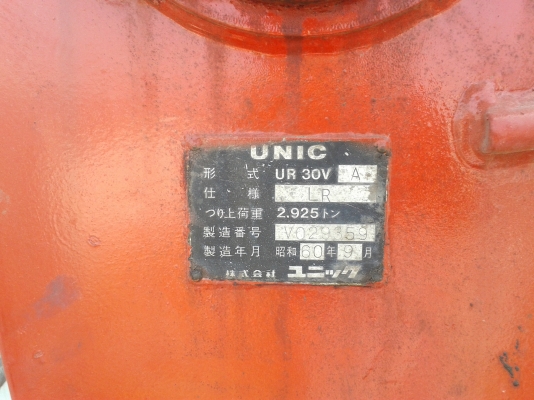 UNIC
形式 UR 30V A
仕様 LR
つり上荷重 2.925トン
製造番号 V029159
製造年月 昭和60年9月
株式会社 ユニック